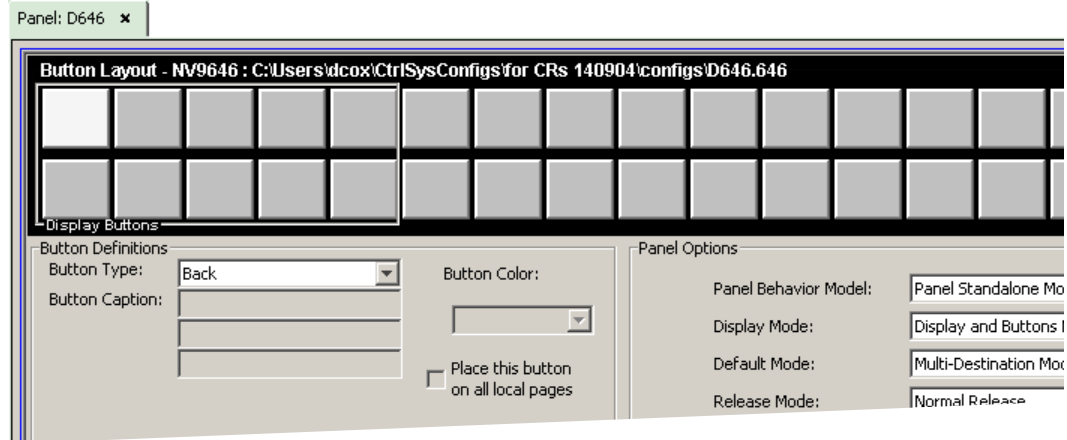 Panel: D646 ×
Button Layout - NV9646 : C:\Users\dcox\CtrlSysConfigs\for CRs 140904\configs\D646.646
Display Buttons
Button Definitions
Button Type: Back
Button Caption:
Button Color:
Place this button
on all local pages
Panel Options
Panel Behavior Model: Panel Standalone Mo
Display Mode: Display and Buttons
Default Mode: Multi-Destination Mod
Release Mode: Normal Release